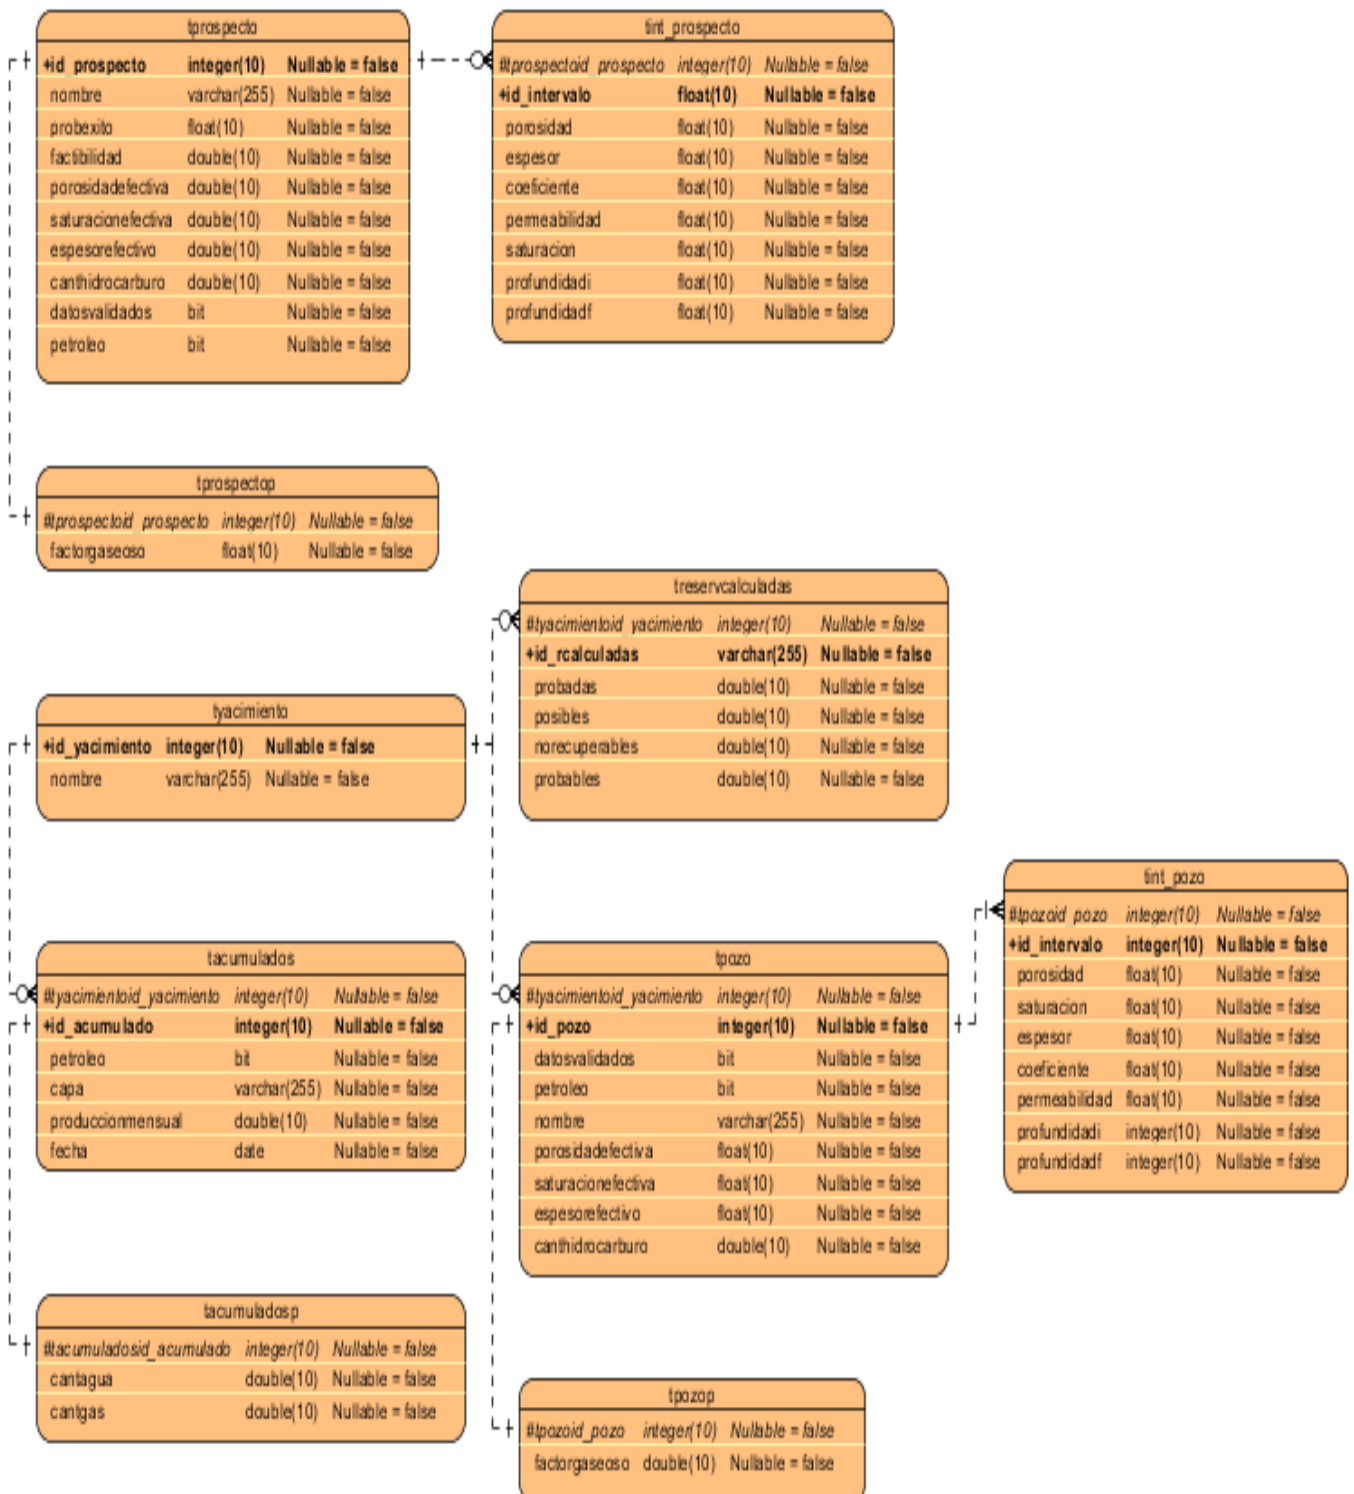 tprospecto
+id_prospecto integer(10) Nullable = false
nombre varchar(255) Nullable = false
probexito float(10) Nullable = false
factibilidad double(10) Nullable = false
porosidadefectiva double(10) Nullable = false
saturacionefectiva double(10) Nullable = false
espesorefectivo double(10) Nullable = false
canthidrocarburo double(10) Nullable = false
datosvalidados bit Nullable = false
petroleo bit Nullable = false
tint_prospecto
#tprospectoid_prospecto integer(10) Nullable = false
+id_intervalo float(10) Nullable = false
porosidad float(10) Nullable = false
espesor float(10) Nullable = false
coeficiente float(10) Nullable = false
permeabilidad float(10) Nullable = false
saturacion float(10) Nullable = false
profundidadi float(10) Nullable = false
profundidadf float(10) Nullable = false
tprospectop
#tprospectoid_prospecto integer(10) Nullable = false
factorgaseoso float(10) Nullable = false
treservcalculadas
#tyacimientoid_yacimiento integer(10) Nullable = false
+id_rcalculadas varchar(255) Nullable = false
probadas double(10) Nullable = false
posibles double(10) Nullable = false
norecuperables double(10) Nullable = false
probables double(10) Nullable = false
tyacimiento
+id_yacimiento integer(10) Nullable = false
nombre varchar(255) Nullable = false
tint_pozo
#tpozoid_pozo integer(10) Nullable = false
+id_intervalo integer(10) Nullable = false
porosidad float(10) Nullable = false
saturacion float(10) Nullable = false
espesor float(10) Nullable = false
coeficiente float(10) Nullable = false
permeabilidad float(10) Nullable = false
profundidadi integer(10) Nullable = false
profundidadf integer(10) Nullable = false
tacumulados
#tyacimientoid_yacimiento integer(10) Nullable = false
+id_acumulado integer(10) Nullable = false
petroleo bit Nullable = false
capa varchar(255) Nullable = false
produccionmensual double(10) Nullable = false
fecha date Nullable = false
tpozo
#tyacimientoid_yacimiento integer(10) Nullable = false
+id_pozo integer(10) Nullable = false
datosvalidados bit Nullable = false
petroleo bit Nullable = false
nombre varchar(255) Nullable = false
porosidadefectiva float(10) Nullable = false
saturacionefectiva float(10) Nullable = false
espesorefectivo float(10) Nullable = false
canthidrocarburo double(10) Nullable = false
tacumuladosp
#tacumuladosid_acumulado integer(10) Nullable = false
cantagua double(10) Nullable = false
cantgas double(10) Nullable = false
tpozop
#tpozoid_pozo integer(10) Nullable = false
factorgaseoso double(10) Nullable = false